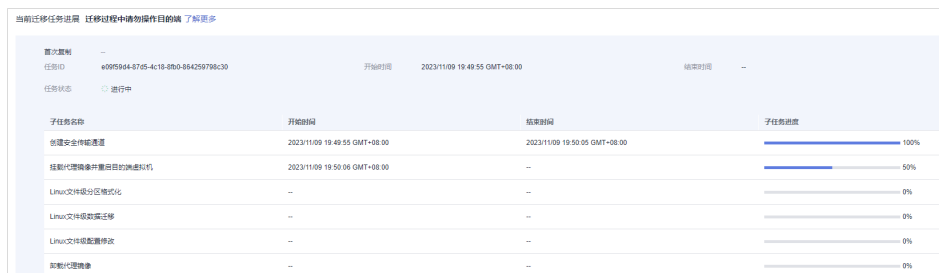 当前迁移任务进展 迁移过程中请勿操作目的端 了解更多
首次复制 --
任务ID e09f59d4-87d5-4c18-8fb0-864259798c30 开始时间 2023/11/09 19:49:55 GMT+08:00 结束时间 --
任务状态 进行中
子任务名称 开始时间 结束时间 子任务进度
创建安全传输通道 2023/11/09 19:49:55 GMT+08:00 2023/11/09 19:50:05 GMT+08:00 100%
挂载代理镜像并重启目的端虚拟机 2023/11/09 19:50:06 GMT+08:00 -- 50%
Linux文件级分区格式化 -- -- 0%
Linux文件级数据迁移 -- -- 0%
Linux文件级配置修改 -- -- 0%
卸载代理镜像 -- -- 0%